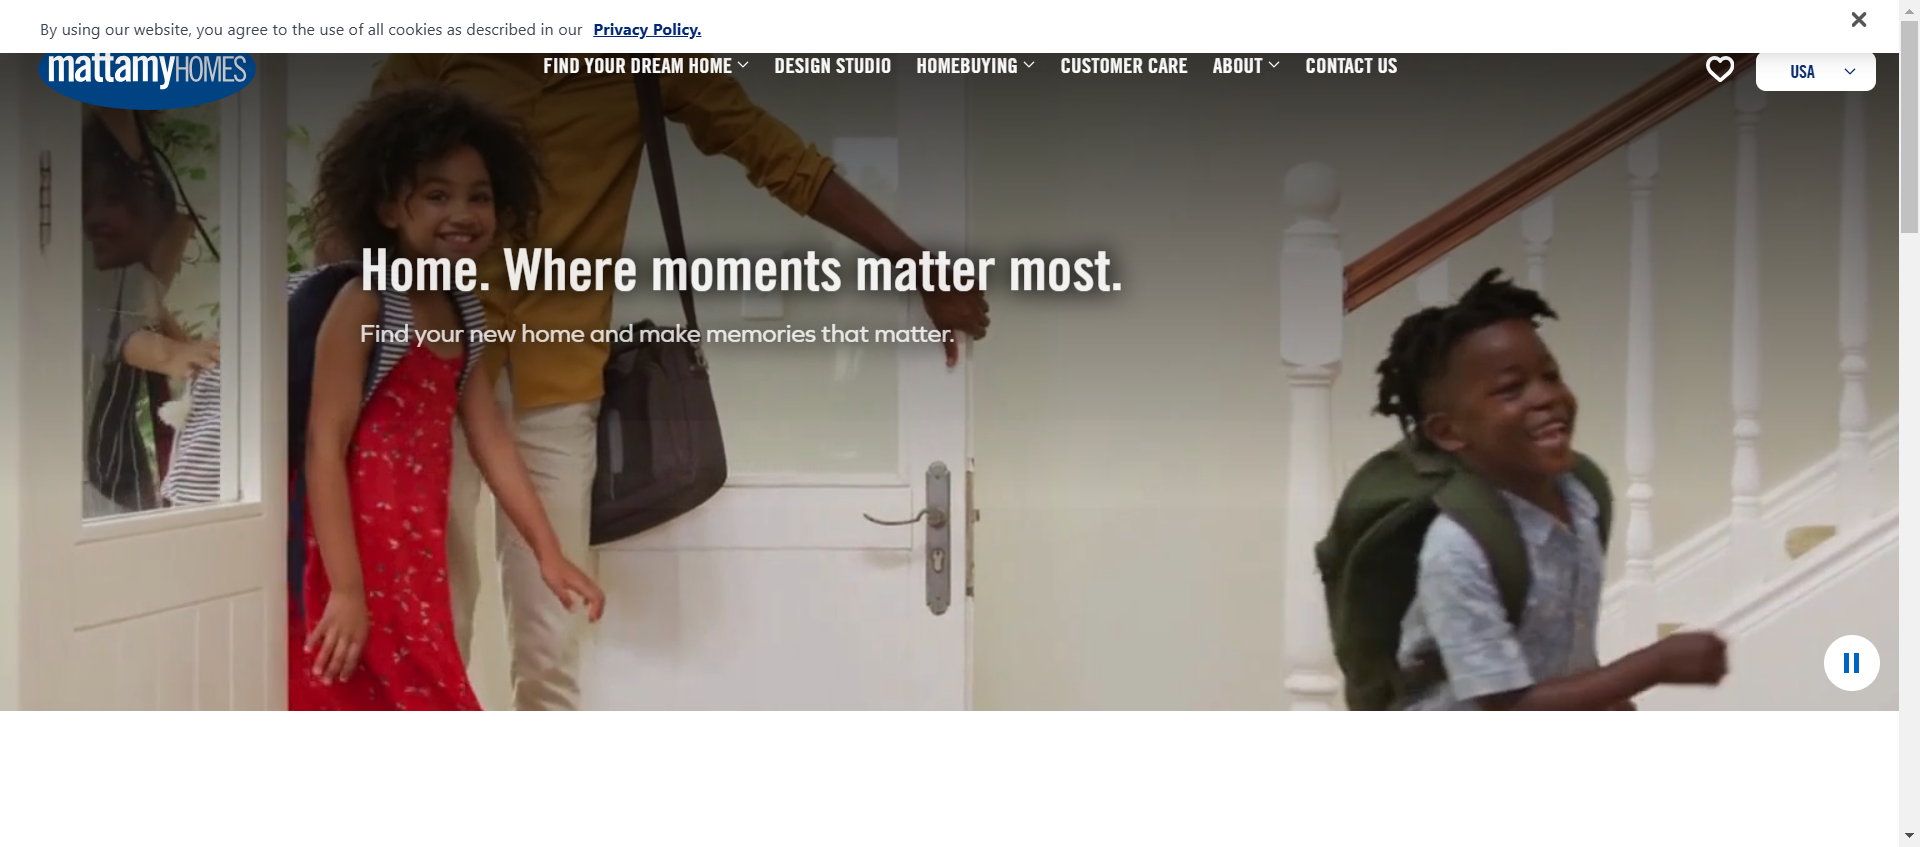 By using our website, you agree to the use of all cookies as described in our Privacy Policy.
mattamyHOMES
FIND YOUR DREAM HOME
DESIGN STUDIO
HOMEBUYING
CUSTOMER CARE
ABOUT
CONTACT US
USA
Home. Where moments matter most.
Find your new home and make memories that matter.